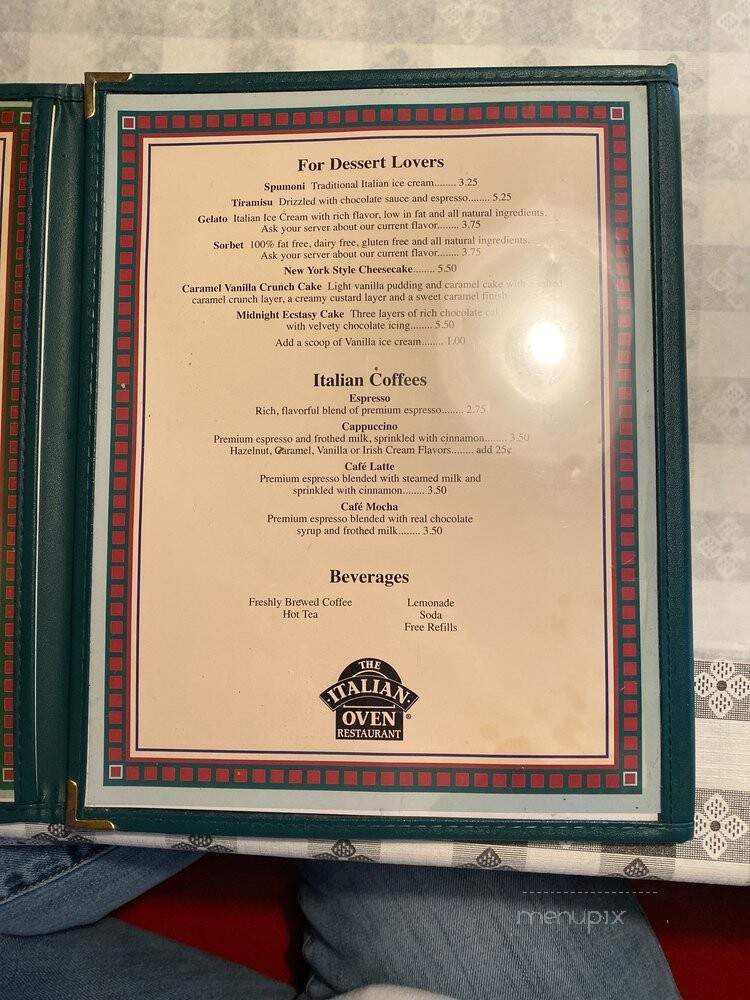 For Dessert Lovers
Spumoni Traditional Italian ice cream........ 3.25
Tiramisu Drizzled with chocolate sauce and espresso........ 5.25
Gelato Italian Ice Cream with rich flavor, low in fat and all natural ingredients.
Ask your server about our current flavor........ 3.75
Sorbet 100% fat free, dairy free, gluten free and all natural ingredients.
Ask your server about our current flavor........ 3.75
New York Style Cheesecake........ 5.50
Caramel Vanilla Crunch Cake Light vanilla pudding and caramel cake with a salted
caramel crunch layer, a creamy custard layer and a sweet caramel finish
Midnight Ecstasy Cake Three layers of rich chocolate cake
with velvety chocolate icing........ 5.50
Add a scoop of Vanilla ice cream........ 1.00
Italian Coffees
Espresso
Rich, flavorful blend of premium espresso........ 2.75
Cappuccino
Premium espresso and frothed milk, sprinkled with cinnamon........ 3.50
Hazelnut, Caramel, Vanilla or Irish Cream Flavors........ add 25¢
Café Latte
Premium espresso blended with steamed milk and
sprinkled with cinnamon........ 3.50
Café Mocha
Premium espresso blended with real chocolate
syrup and frothed milk........ 3.50
Beverages
Freshly Brewed Coffee
Hot Tea
Lemonade
Soda
Free Refills
THE
·ITALIAN·
OVEN®
RESTAURANT
menupix